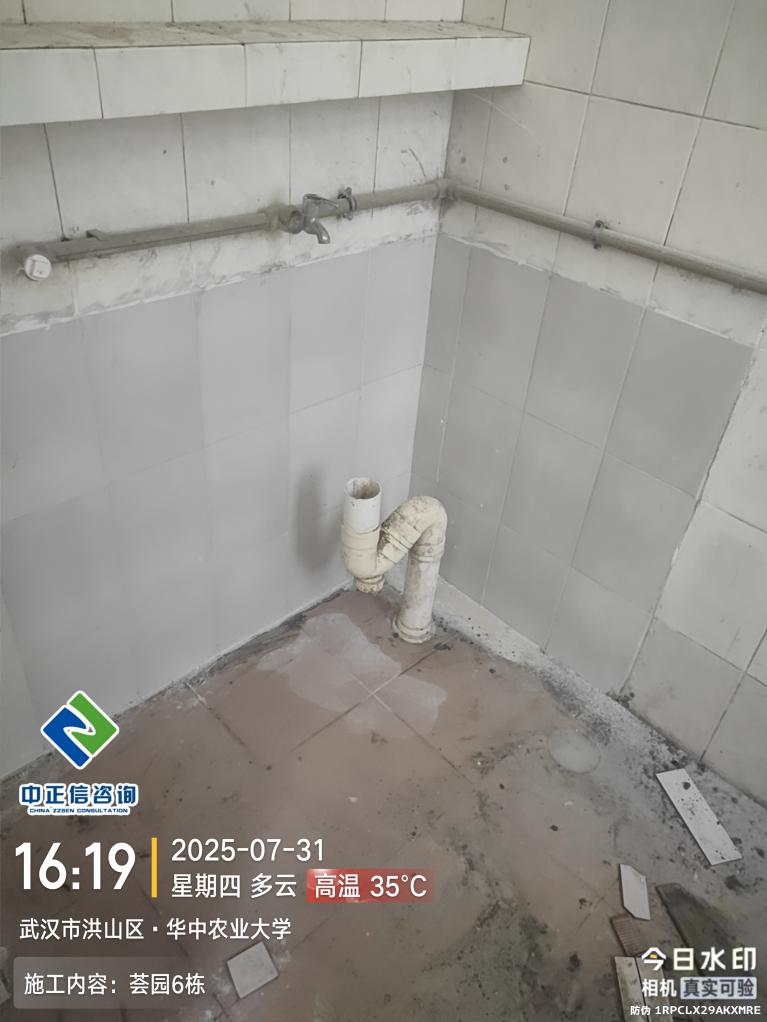 中正信咨询
CHINA ZZSEN CONSULTATION
16:19
2025-07-31
星期四 多云 高温 35°C
武汉市洪山区·华中农业大学
施工内容：荟园6栋
今日水印
相机 真实可验
防伪 1RPCLX29AKXMRE